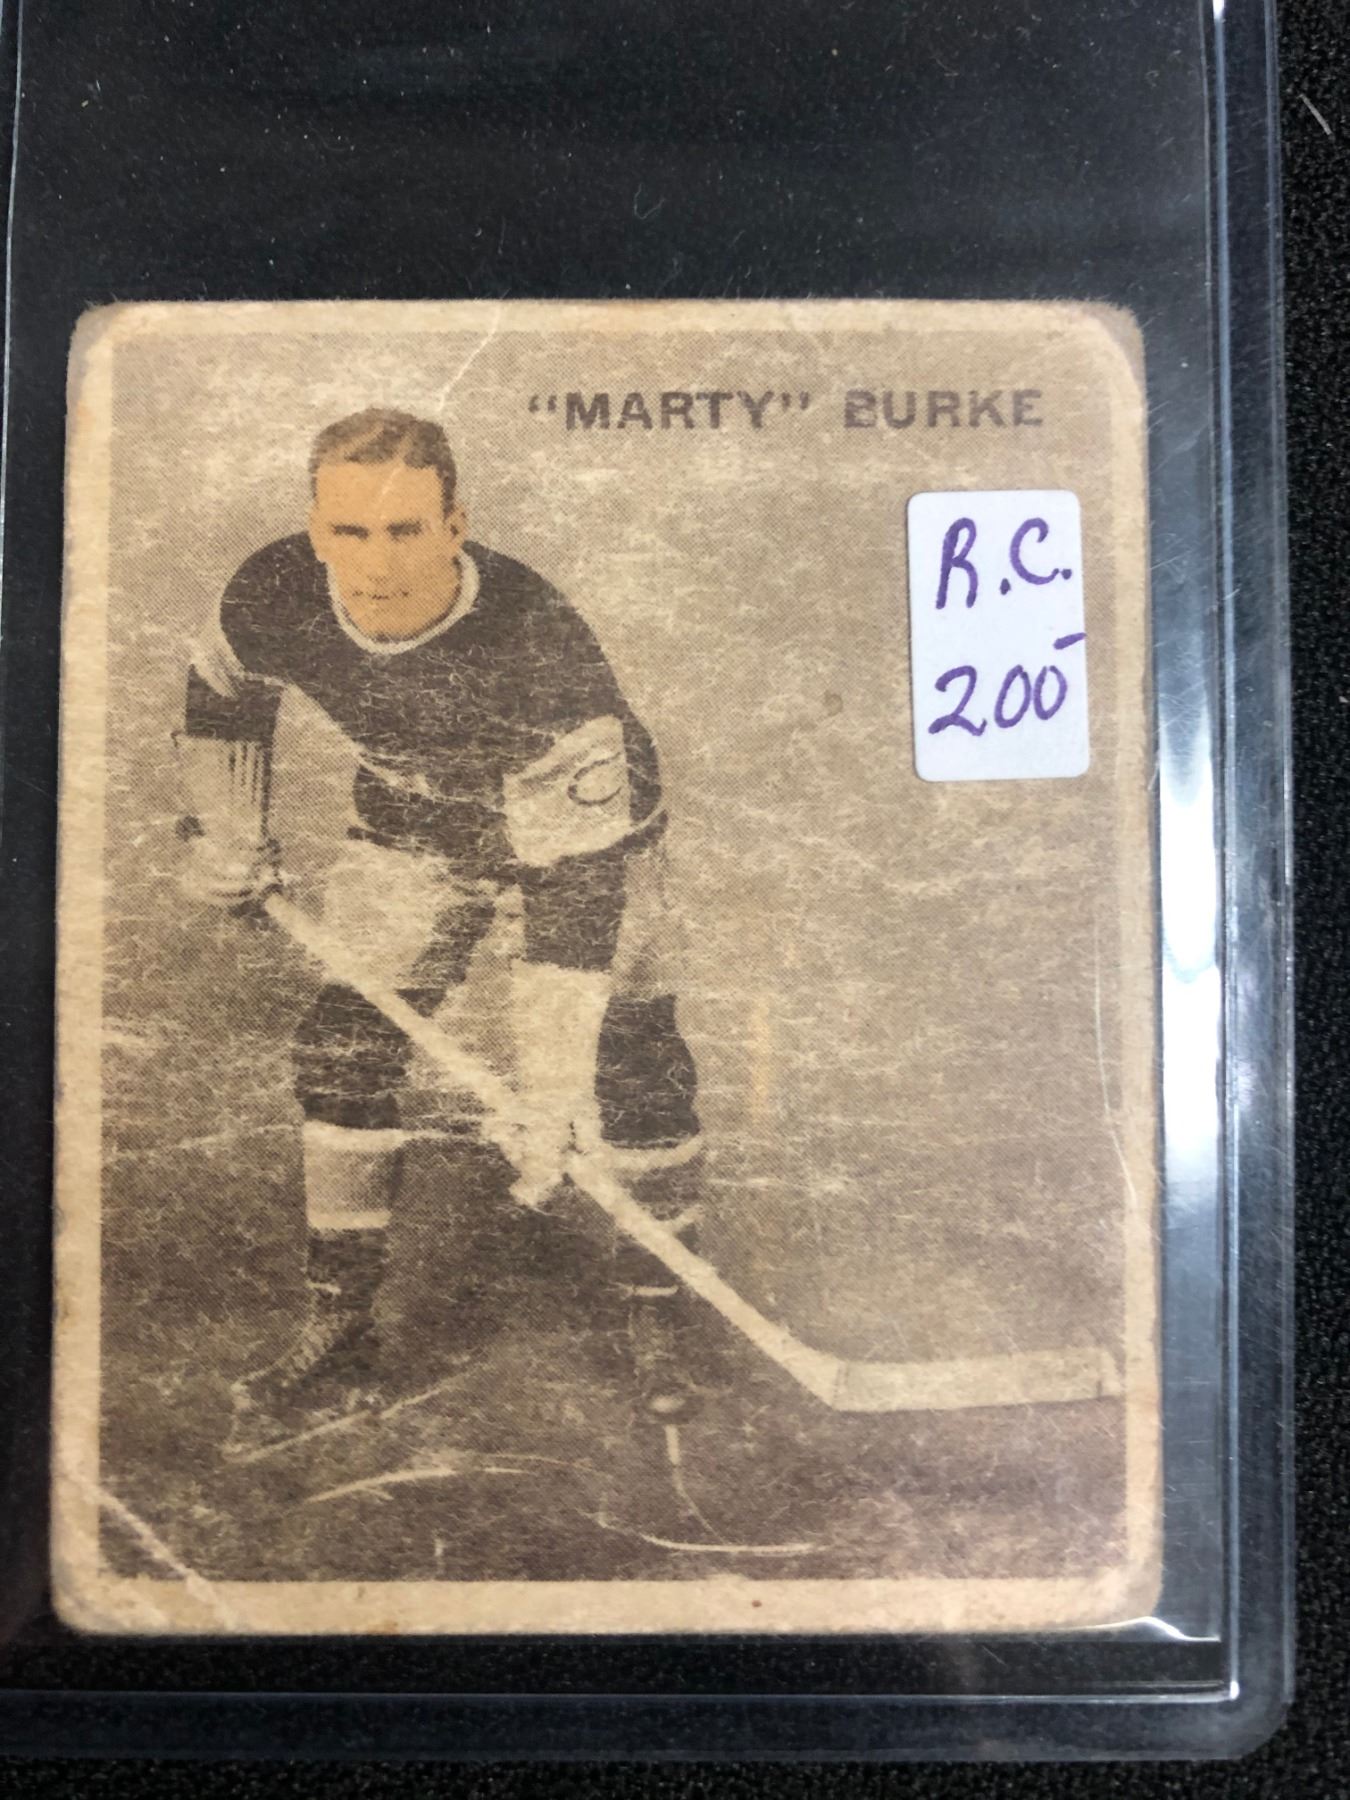 “MARTY” BURKE
R.C.
200-